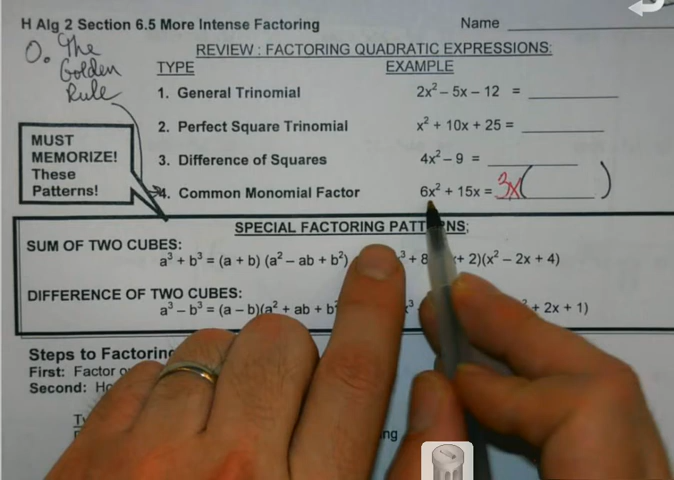 H Alg 2 Section 6.5 More Intense Factoring
Name
O. The
Golden
Rule
REVIEW : FACTORING QUADRATIC EXPRESSIONS:
TYPE EXAMPLE
1. General Trinomial 2x² – 5x – 12 =
2. Perfect Square Trinomial x² + 10x + 25 =
3. Difference of Squares 4x² – 9 =
4. Common Monomial Factor 6x² + 15x = 3x( )
MUST
MEMORIZE!
These
Patterns!
SPECIAL FACTORING PATTERNS:
SUM OF TWO CUBES:
a³ + b³ = (a + b) (a² – ab + b²) + 8 + 2)(x² – 2x + 4)
DIFFERENCE OF TWO CUBES:
a³ – b³ = (a – b)(a² + ab + b + 2x + 1)
Steps to Factoring
First: Factor
Second: